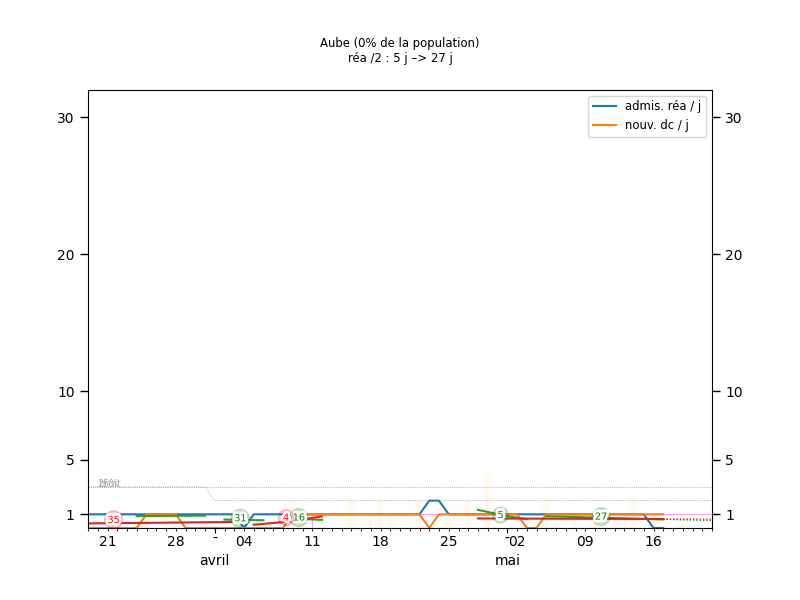 Aube (0% de la population)
réa /2 : 5 j –> 27 j
admis. réa / j
nouv. dc / j
30 30
20 20
10 10
5 5
1 1
35 31 4 16 5 27
21 28 - 04 11 18 25 - 02 09 16
avril mai